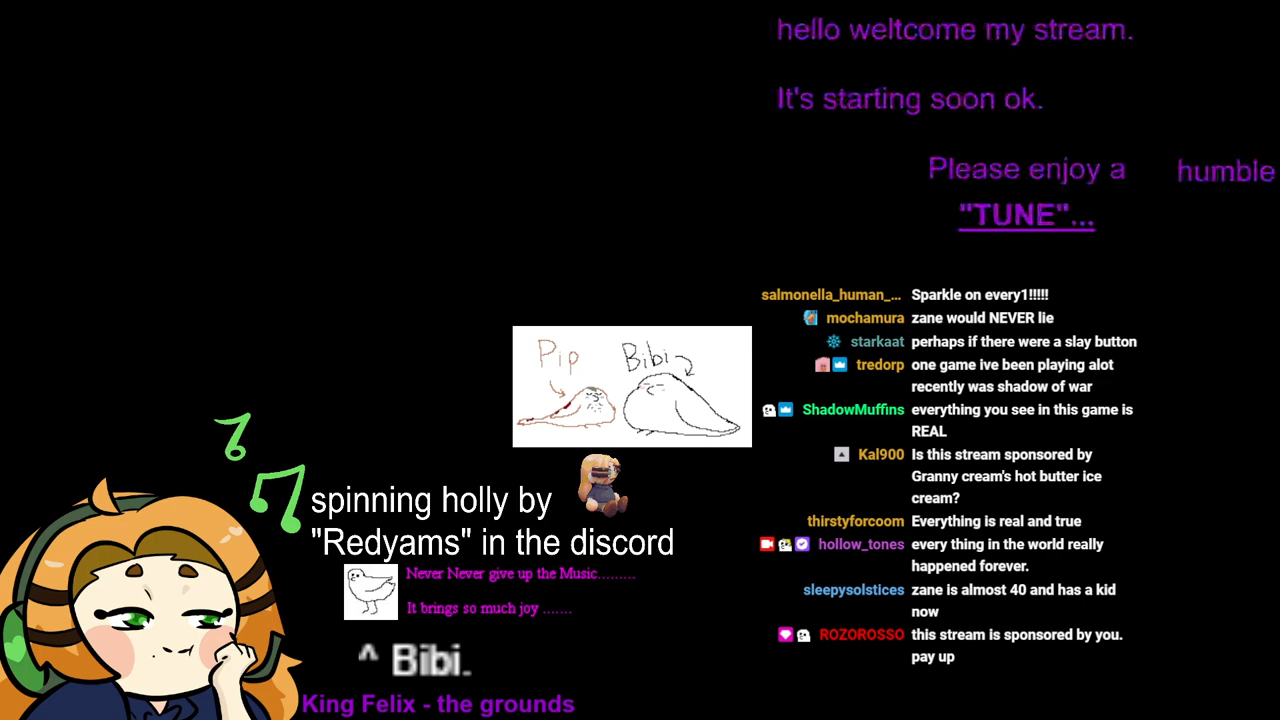 hello weltcome my stream.
It's starting soon ok.
Please enjoy a humble
"TUNE"...
salmonella_human_... Sparkle on every1!!!!!
mochamura zane would NEVER lie
starkaat perhaps if there were a slay button
tredorp one game ive been playing alot
recently was shadow of war
ShadowMuffins everything you see in this game is
REAL
Kal900 Is this stream sponsored by
Granny cream's hot butter ice
cream?
thirstyforcoom Everything is real and true
hollow_tones every thing in the world really
happened forever.
sleepysolstices zane is almost 40 and has a kid
now
ROZOROSSO this stream is sponsored by you.
pay up
Pip Bibi
spinning holly by
"Redyams" in the discord
Never Never give up the Music.........
It brings so much joy .......
^ Bibi.
King Felix - the grounds